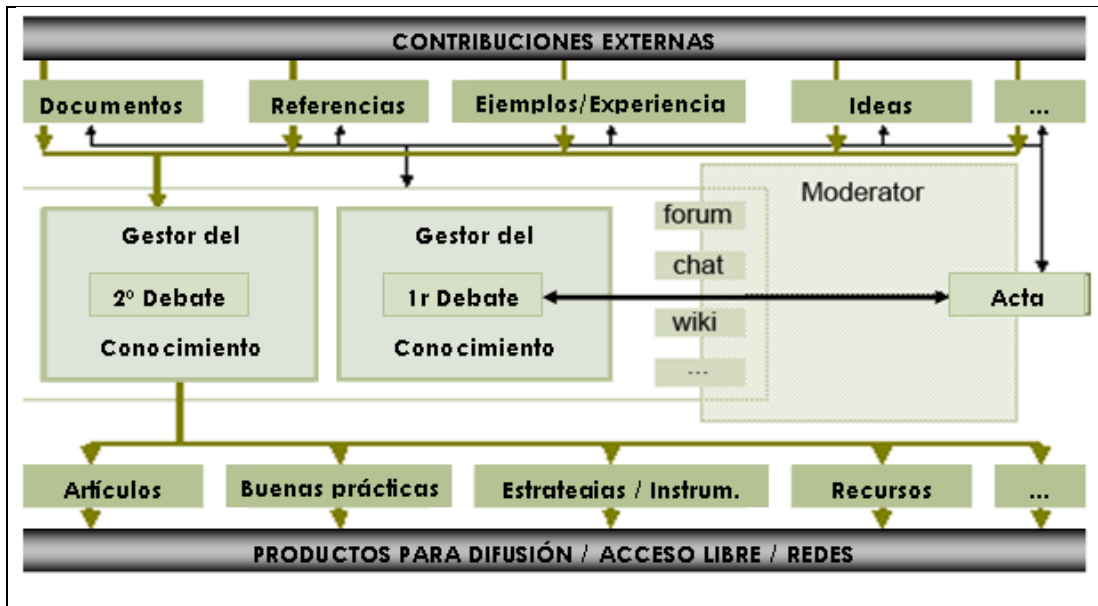 CONTRIBUCIONES EXTERNAS
Documentos
Referencias
Ejemplos/Experiencia
Ideas
...
Moderator
forum
chat
wiki
...
Gestor del
2º Debate
Conocimiento
Gestor del
1r Debate
Conocimiento
Acta
Artículos
Buenas prácticas
Estrategias / Instrum.
Recursos
...
PRODUCTOS PARA DIFUSIÓN / ACCESO LIBRE / REDES